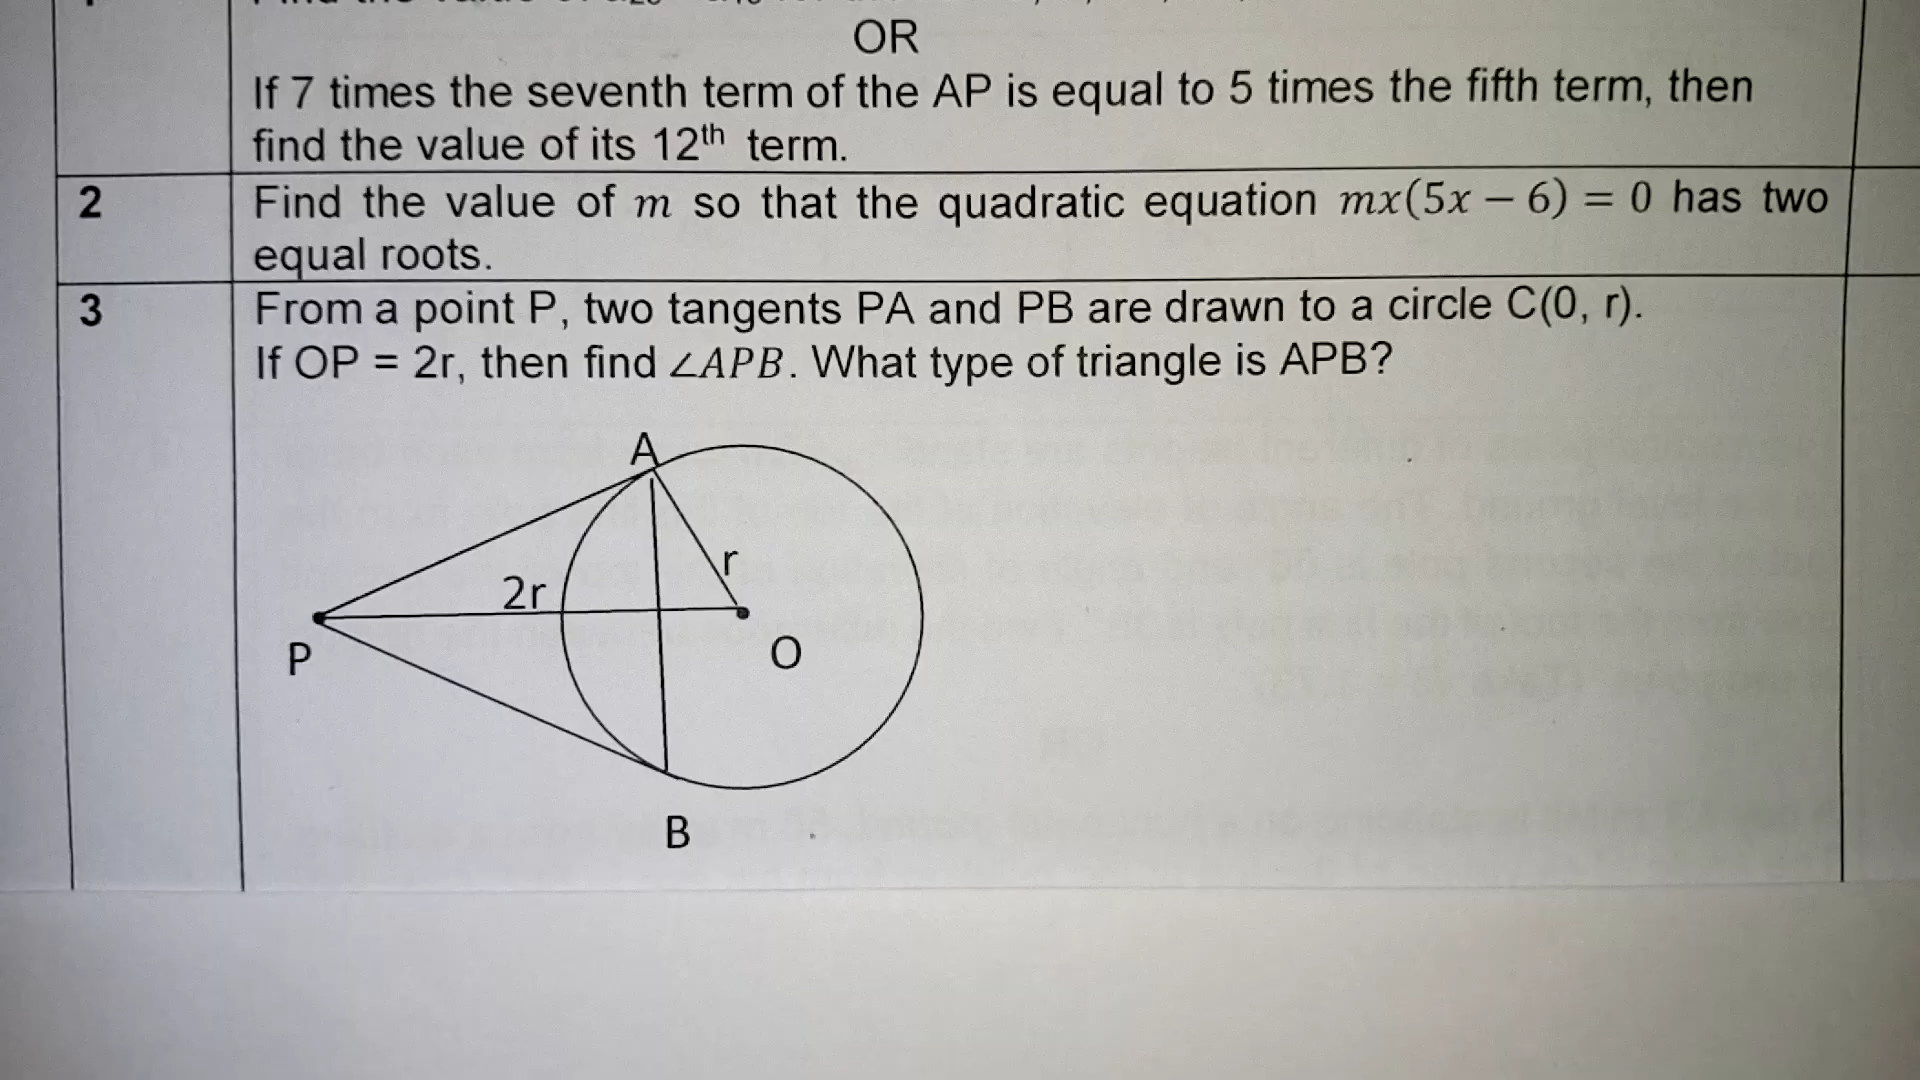 OR
If 7 times the seventh term of the AP is equal to 5 times the fifth term, then
find the value of its 12th term.
2
Find the value of m so that the quadratic equation mx(5x – 6) = 0 has two
equal roots.
3
From a point P, two tangents PA and PB are drawn to a circle C(0, r).
If OP = 2r, then find ∠APB. What type of triangle is APB?
A
r
2r
P
O
B